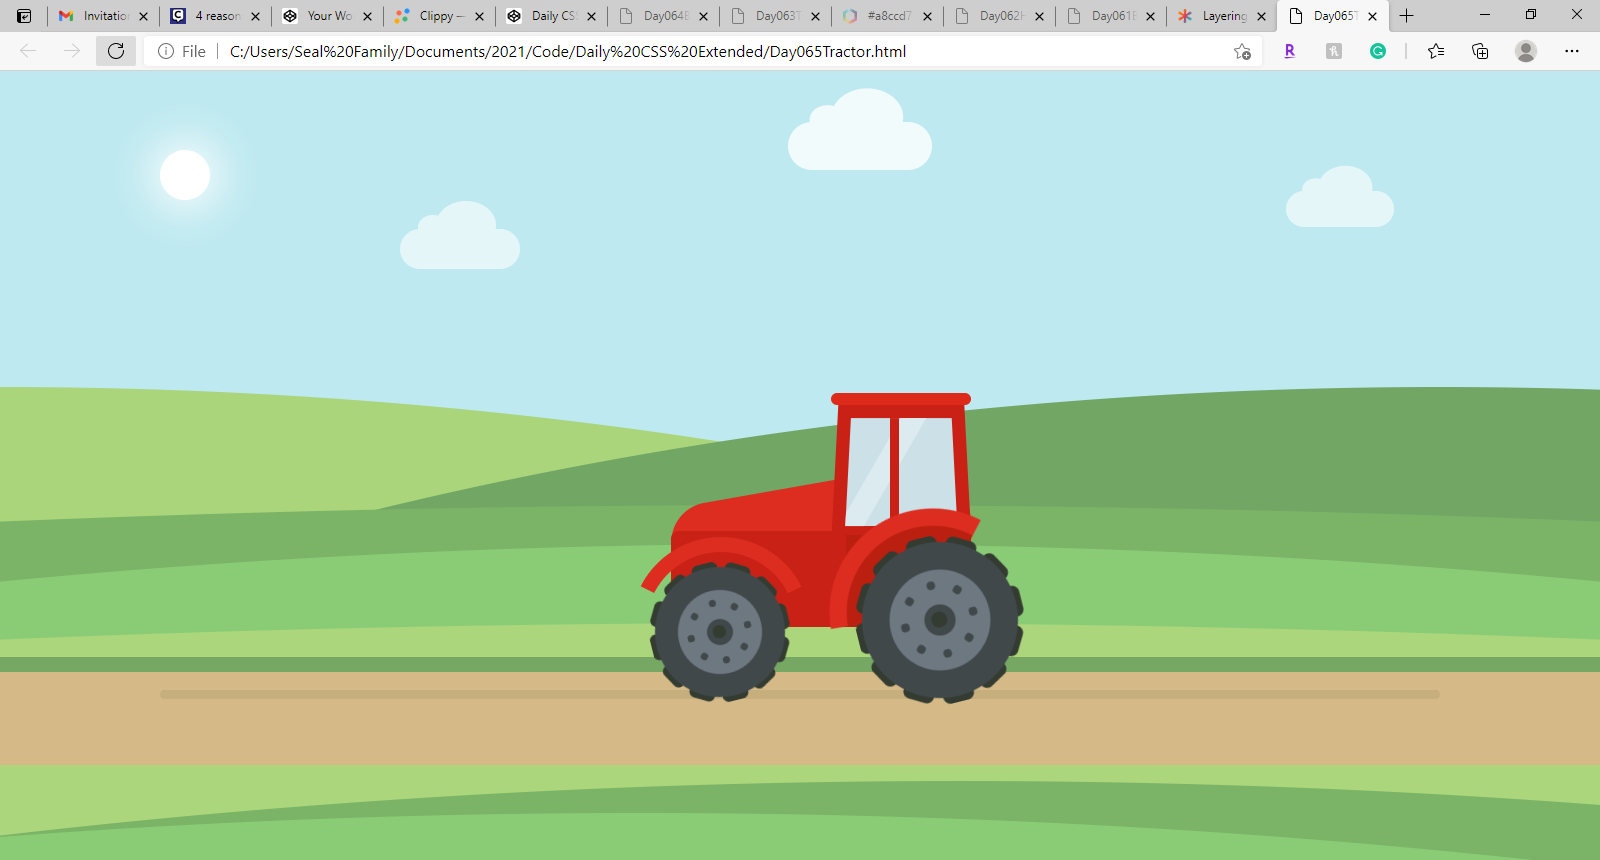 Invitation
4 reason
Your Wo
Clippy —
Daily CS
Day064
Day063
#a8ccd7
Day062
Day061
Layering
Day065
File
C:/Users/Seal%20Family/Documents/2021/Code/Daily%20CSS%20Extended/Day065Tractor.html
R